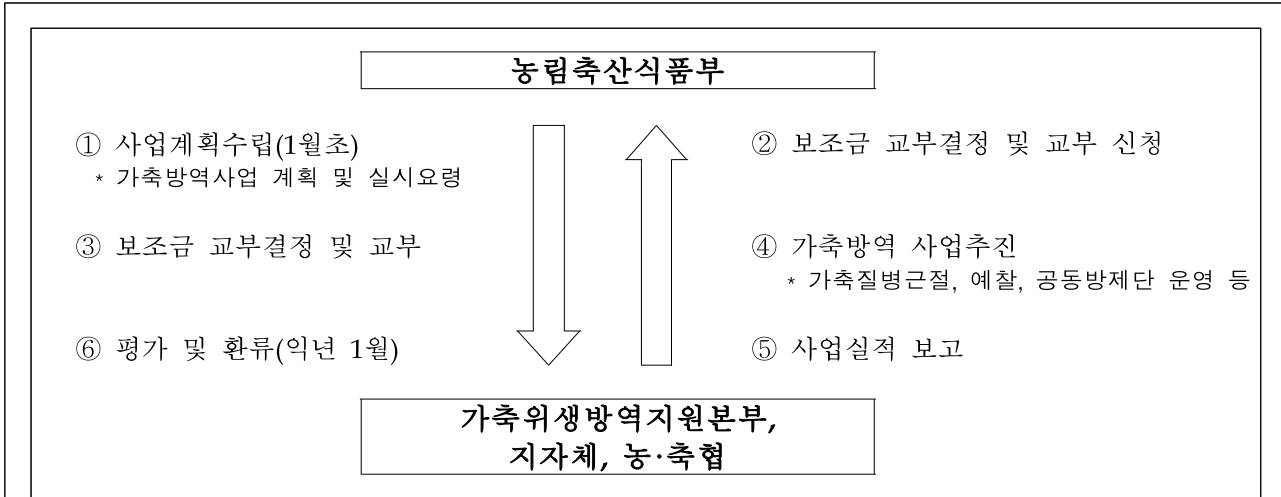 농림축산식품부
① 사업계획수립(1월초)
* 가축방역사업 계획 및 실시요령
② 보조금 교부결정 및 교부 신청
③ 보조금 교부결정 및 교부
④ 가축방역 사업추진
* 가축질병근절, 예찰, 공동방제단 운영 등
⑥ 평가 및 환류(익년 1월)
⑤ 사업실적 보고
가축위생방역지원본부,
지자체, 농·축협